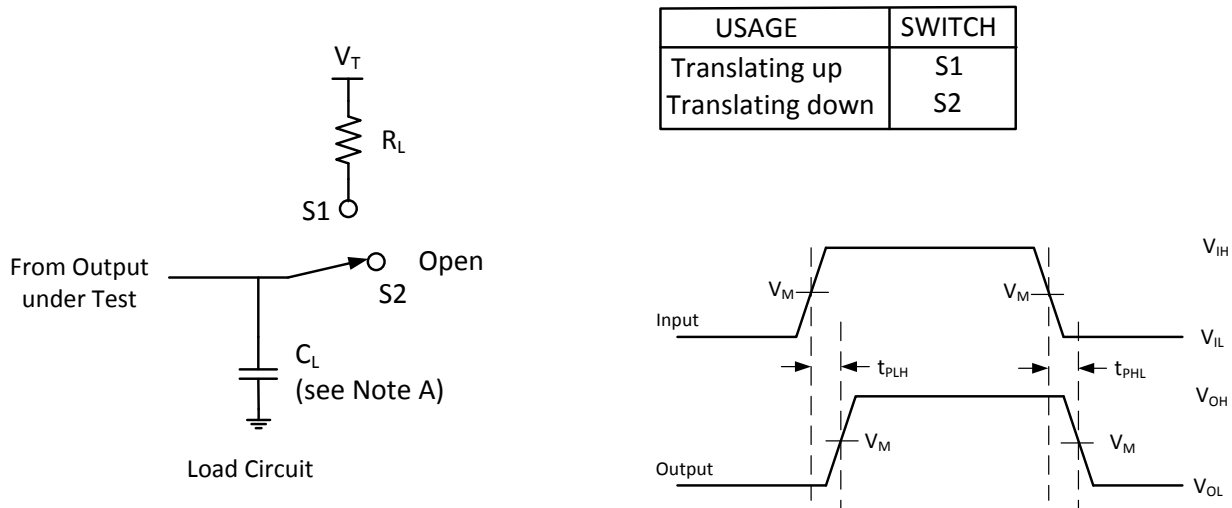 USAGE SWITCH
Translating up S1
Translating down S2
V_T
R_L
S1
From Output
under Test
Open
S2
C_L
(see Note A)
Load Circuit
V_IH
V_M
V_M
Input
V_IL
t_PLH
t_PHL
V_OH
V_M
V_M
Output
V_OL